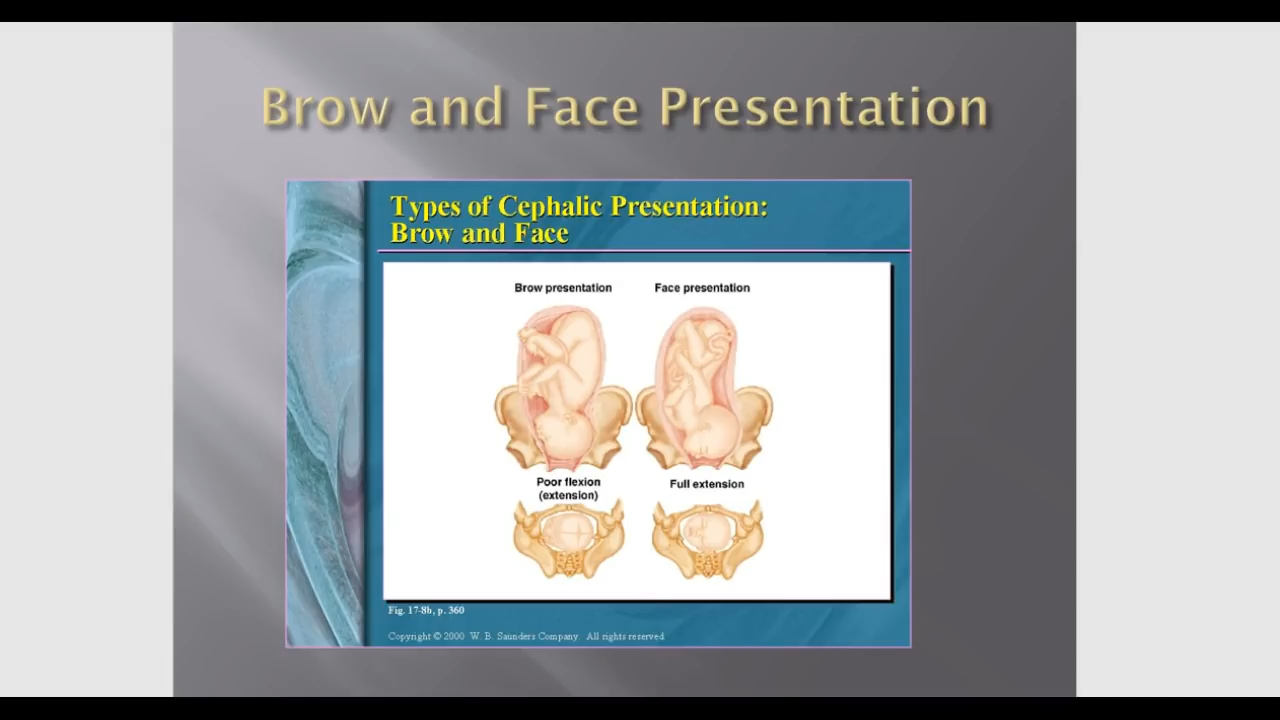 Brow and Face Presentation
Types of Cephalic Presentation:
Brow and Face
Brow presentation
Face presentation
Poor flexion
(extension)
Full extension
Fig. 17-8b, p. 360
Copyright © 2000 W. B. Saunders Company. All rights reserved